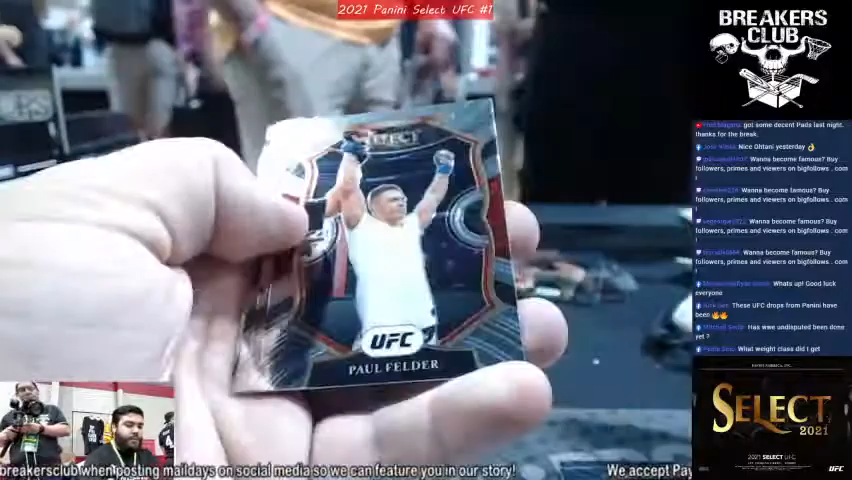 2021 Panini Select UFC #1
BREAKERS
CLUB
got some decent Pads last night.
thanks for the break.
Nice Ohtani yesterday 👌
Wanna become famous? Buy
followers, primes and viewers on bigfollows . com
!
Wanna become famous? Buy
followers, primes and viewers on bigfollows . com
!
Wanna become famous? Buy
followers, primes and viewers on bigfollows . com
!
Wanna become famous? Buy
followers, primes and viewers on bigfollows . com
!
Whats up! Good luck
everyone
These UFC drops from Panini have
been 🔥🔥
Has wwe undisputed been done
yet ?
What weight class did I get
SELECT
UFC
PAUL FELDER
SELECT
2021
2021 SELECT UFC
UFC
breakersclub when posting maildays on social media so we can feature you in our story!
We accept Pay